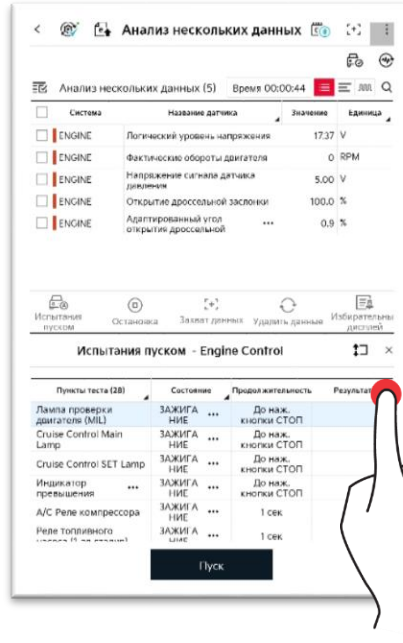 Анализ нескольких данных
Анализ нескольких данных (5) Время 00:00:44
Система Название датчика Значение Единица
ENGINE Логический уровень напряжения 17.37 V
ENGINE Фактические обороты двигателя 0 RPM
ENGINE Напряжение сигнала датчика давления 5.00 V
ENGINE Открытие дроссельной заслонки 100.0 %
ENGINE Адаптированный угол открытия дроссельной ... 0.9 %
Испытания пуском Остановка Захват данных Удалить данные Избирательны дисплей
Испытания пуском - Engine Control
Пункты теста (28) Состояние Продолжительность Результат
Лампа проверки двигателя (MIL) ЗАЖИГА НИЕ ... До наж. кнопки СТОП
Cruise Control Main Lamp ЗАЖИГА НИЕ ... До наж. кнопки СТОП
Cruise Control SET Lamp ЗАЖИГА НИЕ ... До наж. кнопки СТОП
Индикатор превышения ... ЗАЖИГА НИЕ ... До наж. кнопки СТОП
A/C Реле компрессора ЗАЖИГА НИЕ ... 1 сек
Реле топливного ЗАЖИГА ... 1 сек
Пуск